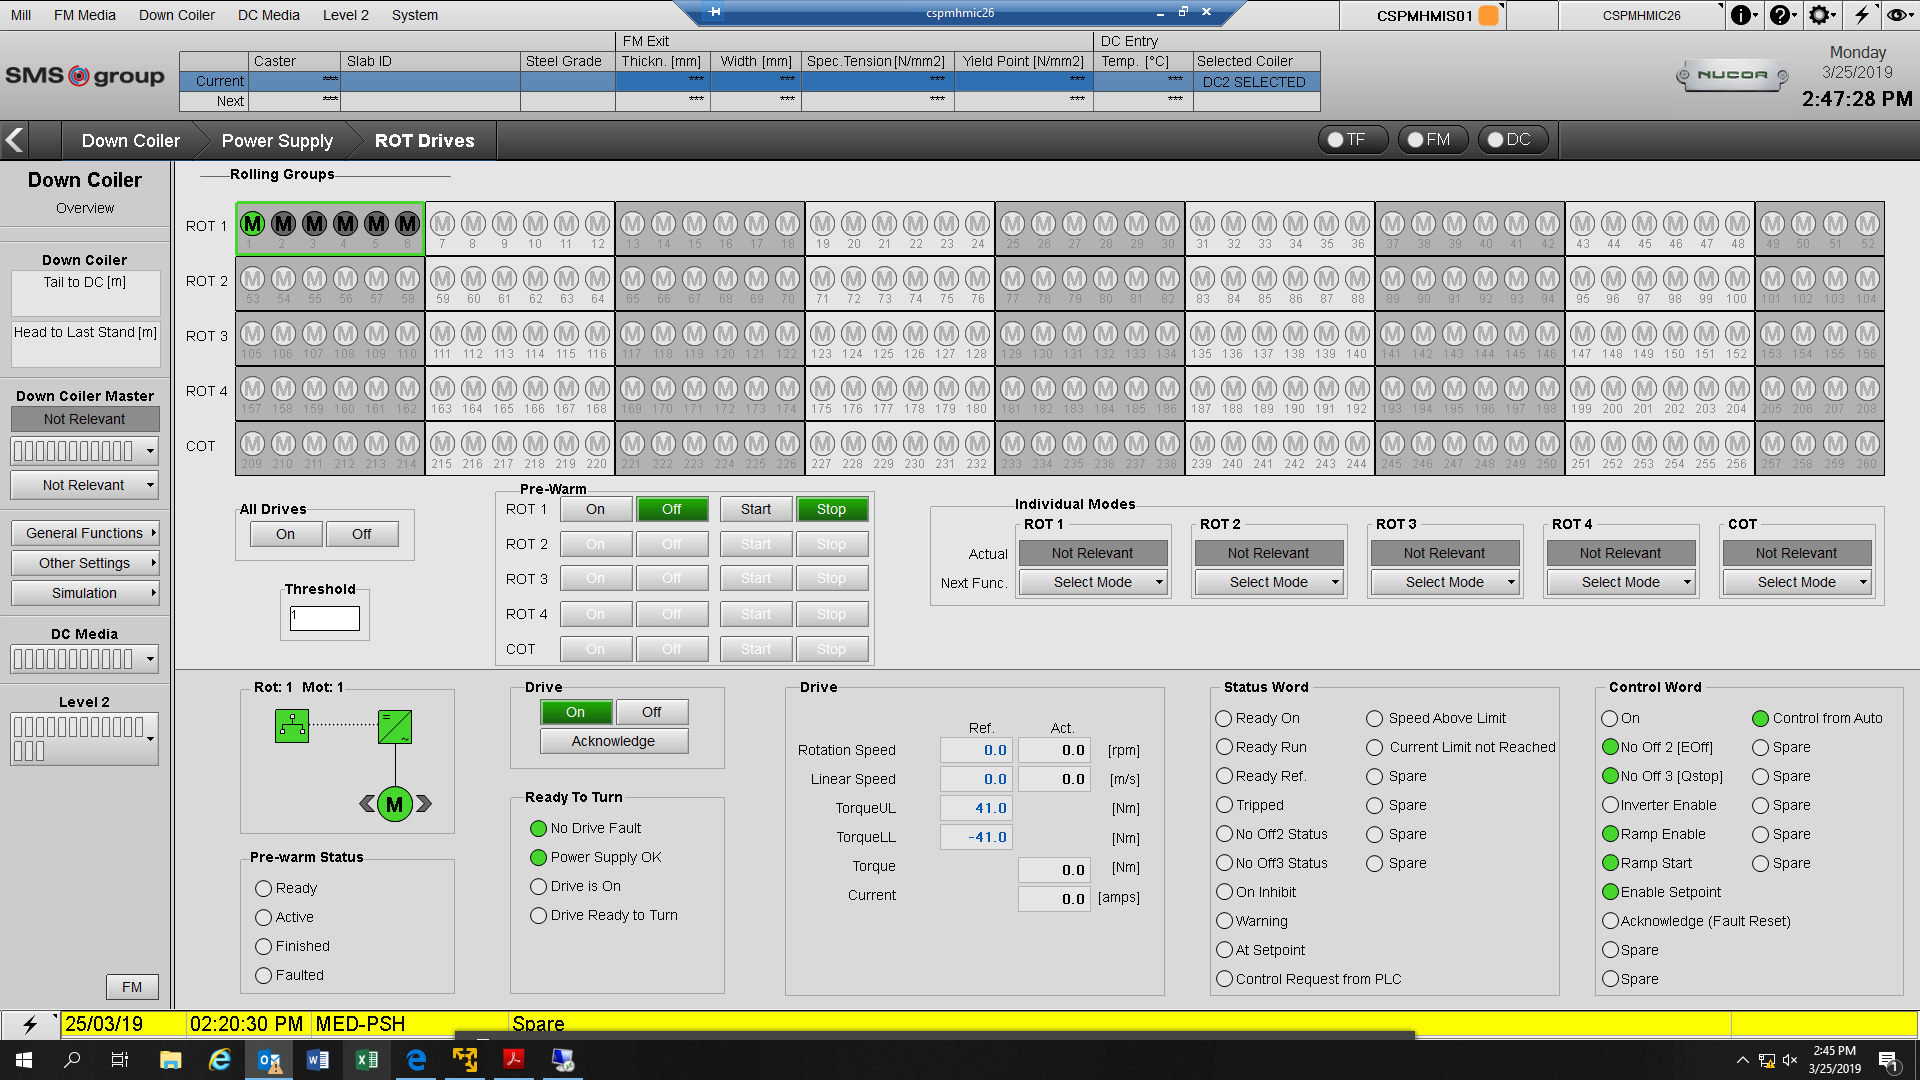 Mill FM Media Down Coiler DC Media Level 2 System cspmhmic26 CSPMHMIS01 CSPMHMIC26
FM Exit DC Entry
Caster Slab ID Steel Grade Thickn. [mm] Width [mm] Spec.Tension[N/mm2] Yield Point [N/mm2] Temp. [°C] Selected Coiler
Current *** *** *** *** *** *** DC2 SELECTED
Next *** *** *** *** *** ***
SMS group
NUCOR
Monday
3/25/2019
2:47:28 PM
Down Coiler Power Supply ROT Drives TF FM DC
Down Coiler
Overview
Down Coiler
Tail to DC [m]
Head to Last Stand [m]
Down Coiler Master
Not Relevant
Not Relevant
General Functions
Other Settings
Simulation
DC Media
Level 2
FM
Rolling Groups
ROT 1 M M M M M M M M M M M M M M M M M M M M M M M M M M M M M M M M M M M M M M M M M M M M M M M M M M M M
1 2 3 4 5 6 7 8 9 10 11 12 13 14 15 16 17 18 19 20 21 22 23 24 25 26 27 28 29 30 31 32 33 34 35 36 37 38 39 40 41 42 43 44 45 46 47 48 49 50 51 52
ROT 2 M M M M M M M M M M M M M M M M M M M M M M M M M M M M M M M M M M M M M M M M M M M M M M M M M M M M
53 54 55 56 57 58 59 60 61 62 63 64 65 66 67 68 69 70 71 72 73 74 75 76 77 78 79 80 81 82 83 84 85 86 87 88 89 90 91 92 93 94 95 96 97 98 99 100 101 102 103 104
ROT 3 M M M M M M M M M M M M M M M M M M M M M M M M M M M M M M M M M M M M M M M M M M M M M M M M M M M M
105 106 107 108 109 110 111 112 113 114 115 116 117 118 119 120 121 122 123 124 125 126 127 128 129 130 131 132 133 134 135 136 137 138 139 140 141 142 143 144 145 146 147 148 149 150 151 152 153 154 155 156
ROT 4 M M M M M M M M M M M M M M M M M M M M M M M M M M M M M M M M M M M M M M M M M M M M M M M M M M M M
157 158 159 160 161 162 163 164 165 166 167 168 169 170 171 172 173 174 175 176 177 178 179 180 181 182 183 184 185 186 187 188 189 190 191 192 193 194 195 196 197 198 199 200 201 202 203 204 205 206 207 208
COT M M M M M M M M M M M M M M M M M M M M M M M M M M M M M M M M M M M M M M M M M M M M M M M M M M M M
209 210 211 212 213 214 215 216 217 218 219 220 221 222 223 224 225 226 227 228 229 230 231 232 233 234 235 236 237 238 239 240 241 242 243 244 245 246 247 248 249 250 251 252 253 254 255 256 257 258 259 260
All Drives
On Off
Threshold
1
Pre-Warm
ROT 1 On Off Start Stop
ROT 2 On Off Start Stop
ROT 3 On Off Start Stop
ROT 4 On Off Start Stop
COT On Off Start Stop
Individual Modes
ROT 1 ROT 2 ROT 3 ROT 4 COT
Actual Not Relevant Not Relevant Not Relevant Not Relevant Not Relevant
Next Func. Select Mode Select Mode Select Mode Select Mode Select Mode
Rot: 1 Mot: 1
M
Pre-warm Status
Ready
Active
Finished
Faulted
Drive
On Off
Acknowledge
Ready To Turn
No Drive Fault
Power Supply OK
Drive is On
Drive Ready to Turn
Drive
Ref. Act.
Rotation Speed 0.0 0.0 [rpm]
Linear Speed 0.0 0.0 [m/s]
TorqueUL 41.0 [Nm]
TorqueLL -41.0 [Nm]
Torque 0.0 [Nm]
Current 0.0 [amps]
Status Word
Ready On Speed Above Limit
Ready Run Current Limit not Reached
Ready Ref. Spare
Tripped Spare
No Off2 Status Spare
No Off3 Status Spare
On Inhibit
Warning
At Setpoint
Control Request from PLC
Control Word
On Control from Auto
No Off 2 [EOff] Spare
No Off 3 [Qstop] Spare
Inverter Enable Spare
Ramp Enable Spare
Ramp Start Spare
Enable Setpoint
Acknowledge (Fault Reset)
Spare
Spare
25/03/19 02:20:30 PM MED-PSH Spare
2:45 PM
3/25/2019
1